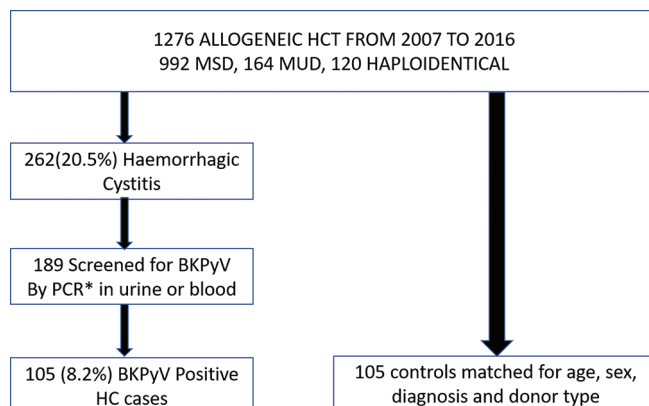 1276 ALLOGENEIC HCT FROM 2007 TO 2016
992 MSD, 164 MUD, 120 HAPLOIDENTICAL
262(20.5%) Haemorrhagic
Cystitis
189 Screened for BKPyV
By PCR* in urine or blood
105 (8.2%) BKPyV Positive
HC cases
105 controls matched for age, sex,
diagnosis and donor type